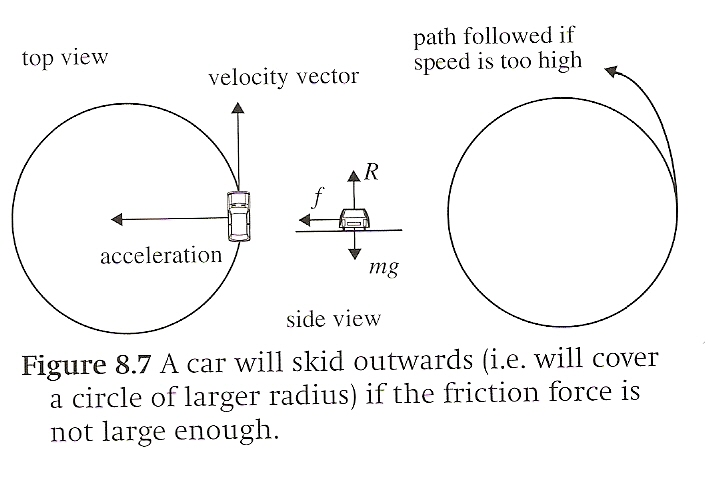 top view
velocity vector
path followed if
speed is too high
R
f
acceleration
mg
side view
Figure 8.7 A car will skid outwards (i.e. will cover
a circle of larger radius) if the friction force is
not large enough.